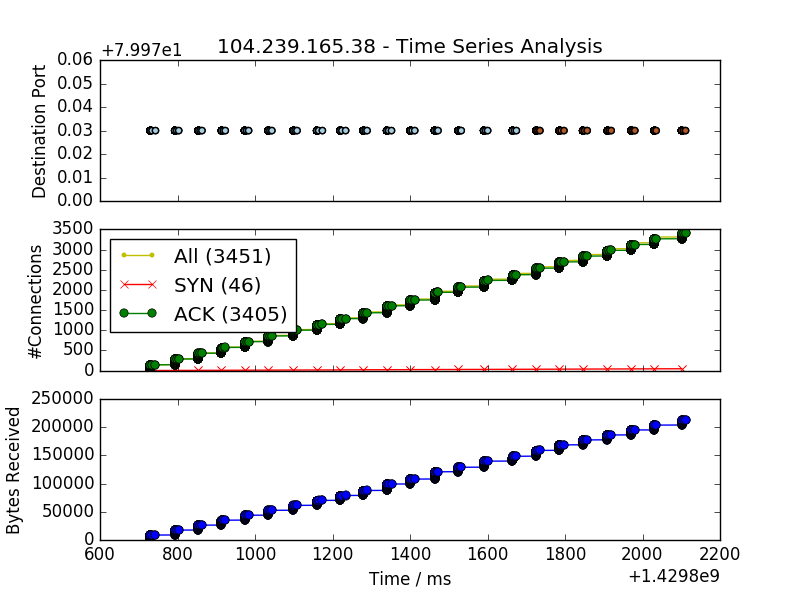 +7.997e1
104.239.165.38 - Time Series Analysis
Destination Port
0.06
0.05
0.04
0.03
0.02
0.01
0.00
#Connections
3500
3000
2500
2000
1500
1000
500
0
All (3451)
SYN (46)
ACK (3405)
Bytes Received
250000
200000
150000
100000
50000
0
600 800 1000 1200 1400 1600 1800 2000 2200
Time / ms
+1.4298e9